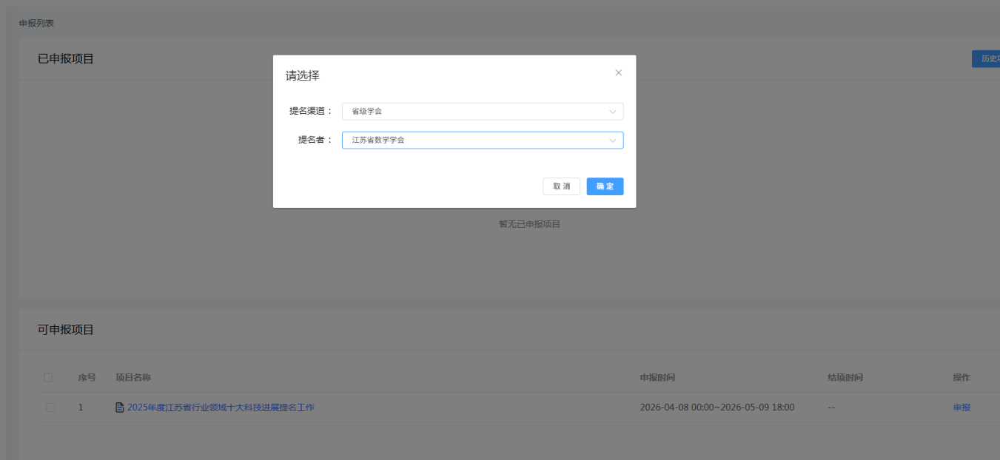 申报列表
已申报项目
请选择
提名渠道：
省级学会
提名者：
江苏省数学学会
取消
确定
暂无已申报项目
可申报项目
序号 项目名称 申报时间 结项时间 操作
1 2025年度江苏省行业领域十大科技进展提名工作 2026-04-08 00:00~2026-05-09 18:00 -- 申报